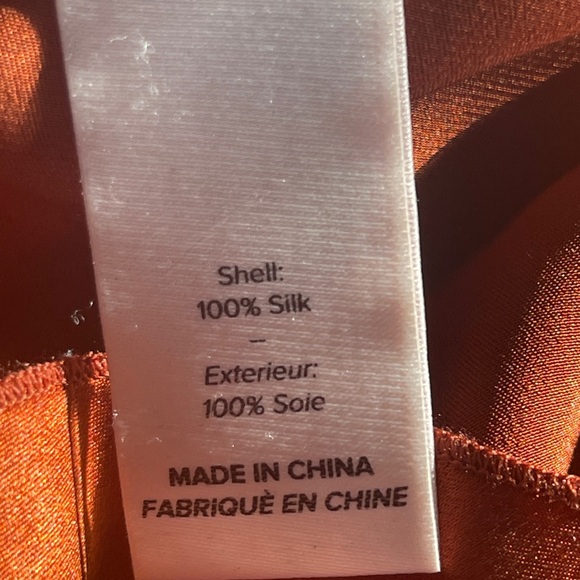 Shell:
100% Silk
–
Exterieur:
100% Soie
MADE IN CHINA
FABRIQUÈ EN CHINE